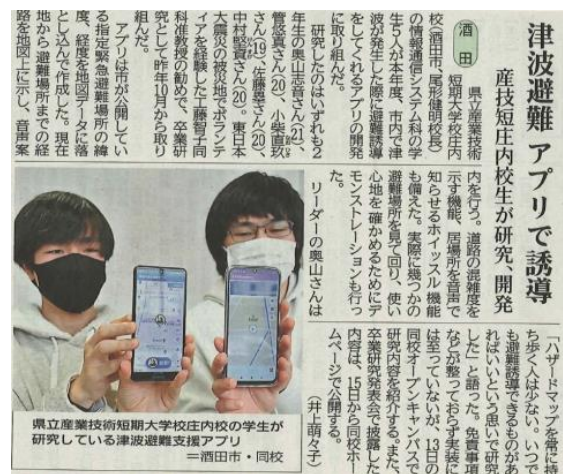 津波避難 アプリで誘導
産技短庄内校生が研究、開発
酒田
県立産業技術
短期大学校庄内
校(酒田市、尾形健明校長)
の情報通信システム科の学
生5人が本年度、市内で津
波が発生した際に避難誘導
をしてくれるアプリの開発
に取り組んだ。
研究したのはいずれも2
年生の奥山志音さん(21)、
菅悠真さん(20)、小柴直玖
さん(19)、佐藤晃さん(20)、
中村堅資さん(20)。東日本
大震災の被災地でボランテ
ィアを経験した工藤智子同
科准教授の勧めで、卒業研
究として昨年10月から取り
組んだ。
アプリは市が公開してい
る指定緊急避難場所の緯
度、経度を地図データに落
とし込んで作成した。現在
地から避難場所までの経
路を地図上に示し、音声案
内を行う。道路の混雑度を
示す機能、居場所を音声で
知らせるホイッスル機能
も備えた。実際に幾つかの
避難場所を見て回り、使い
心地を確かめるためにデ
モンストレーションも行っ
た。
リーダーの奥山さんは
「ハザードマップを常に持
ち歩く人は少ない。いつで
も避難誘導できるものがあ
ればいいという思いで研究
した」と語った。免責事項
などが整っておらず実装に
は至っていないが、13日の
同校オープンキャンパスで
研究内容を紹介する。また、
卒業研究発表会で披露した
内容は、15日から同校ホー
ムページで公開する。
(井上萌々子)
県立産業技術短期大学校庄内校の学生が
研究している津波避難支援アプリ
=酒田市・同校